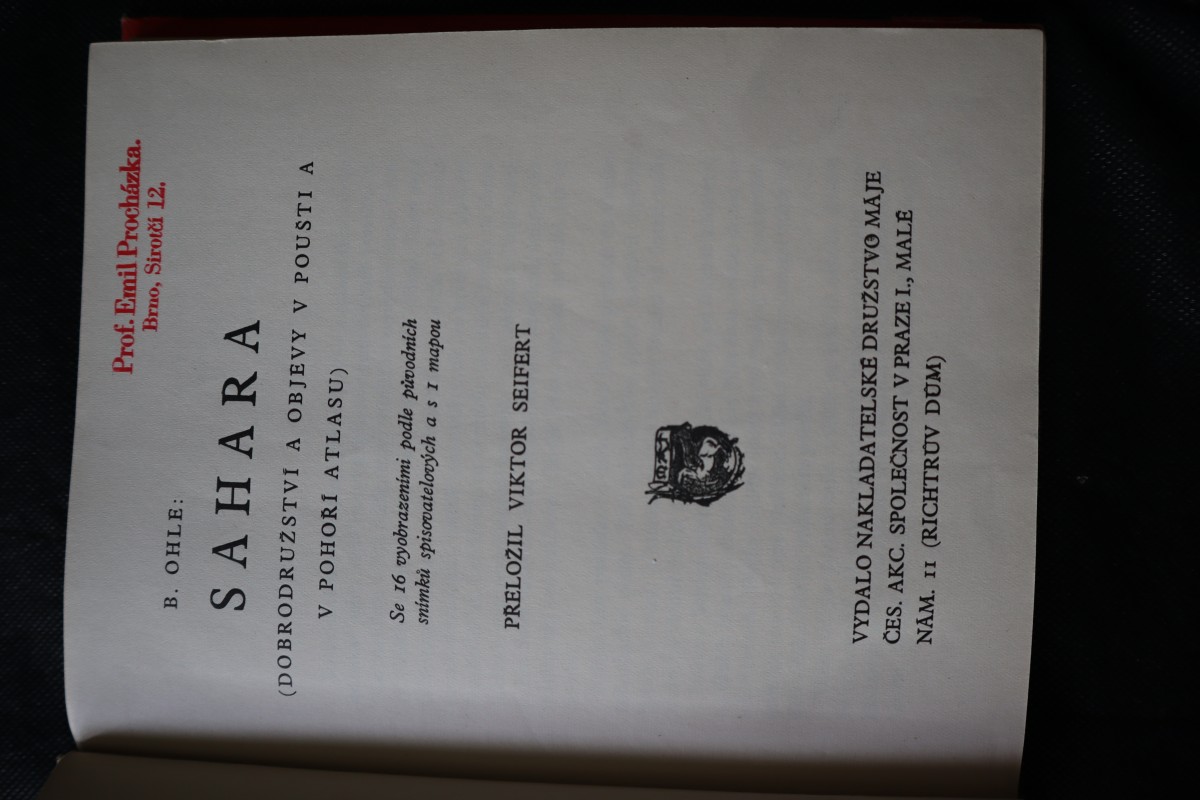 Prof. Emil Procházka.
Brno, Sirotčí 12.
B. OHLE:
SAHARA
(DOBRODRUŽSTVÍ A OBJEVY V POUŠTI A
V POHOŘÍ ATLASU)
Se 16 vyobrazeními podle původních
snímků spisovatelových a s 1 mapou
PŘELOŽIL VIKTOR SEIFERT
VYDALO NAKLADATELSKÉ DRUŽSTVO MÁJE
ČES. AKC. SPOLEČNOST V PRAZE I., MALÉ
NÁM. 11 (RICHTRŮV DŮM)